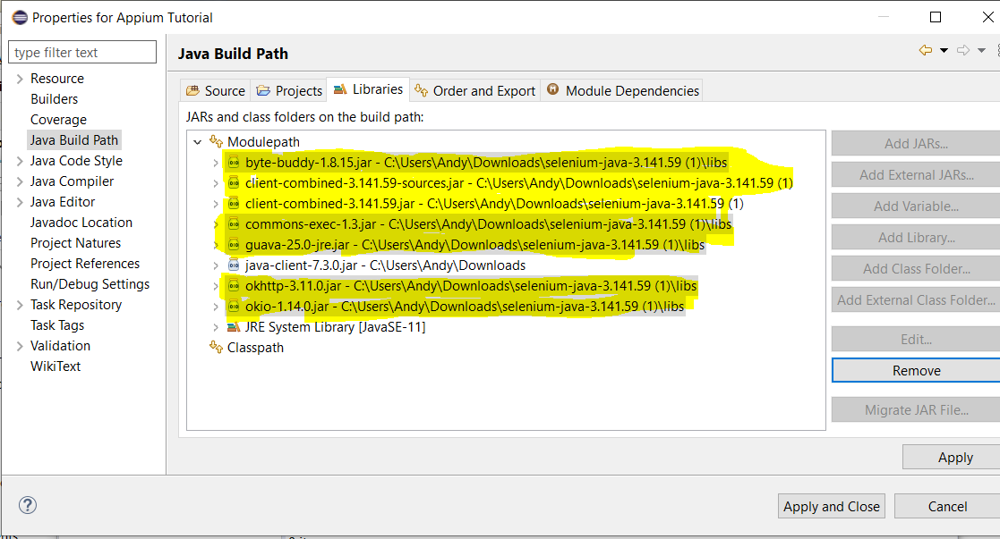 Properties for Appium Tutorial
type filter text
Java Build Path
Resource
Builders
Coverage
Java Build Path
Java Code Style
Java Compiler
Java Editor
Javadoc Location
Project Natures
Project References
Run/Debug Settings
Task Repository
Task Tags
Validation
WikiText
Source
Projects
Libraries
Order and Export
Module Dependencies
JARs and class folders on the build path:
Modulepath
byte-buddy-1.8.15.jar - C:\Users\Andy\Downloads\selenium-java-3.141.59 (1)\libs
client-combined-3.141.59-sources.jar - C:\Users\Andy\Downloads\selenium-java-3.141.59 (1)
client-combined-3.141.59.jar - C:\Users\Andy\Downloads\selenium-java-3.141.59 (1)
commons-exec-1.3.jar - C:\Users\Andy\Downloads\selenium-java-3.141.59 (1)\libs
guava-25.0-jre.jar - C:\Users\Andy\Downloads\selenium-java-3.141.59 (1)\libs
java-client-7.3.0.jar - C:\Users\Andy\Downloads
okhttp-3.11.0.jar - C:\Users\Andy\Downloads\selenium-java-3.141.59 (1)\libs
okio-1.14.0.jar - C:\Users\Andy\Downloads\selenium-java-3.141.59 (1)\libs
JRE System Library [JavaSE-11]
Classpath
Add JARs...
Add External JARs...
Add Variable...
Add Library...
Add Class Folder...
Add External Class Folder...
Edit...
Remove
Migrate JAR File...
Apply
Apply and Close
Cancel